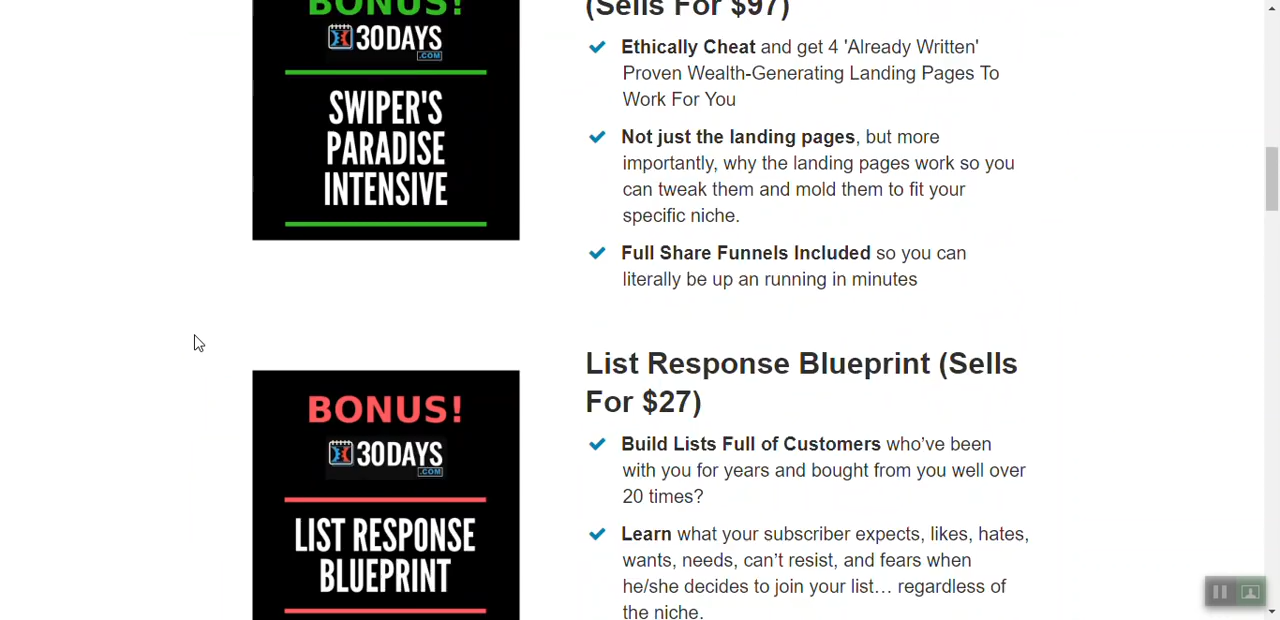 BONUS!
30DAYS
.COM
SWIPER'S
PARADISE
INTENSIVE
(Sells For $97)
Ethically Cheat and get 4 'Already Written'
Proven Wealth-Generating Landing Pages To
Work For You
Not just the landing pages, but more
importantly, why the landing pages work so you
can tweak them and mold them to fit your
specific niche.
Full Share Funnels Included so you can
literally be up an running in minutes
BONUS!
30DAYS
.COM
LIST RESPONSE
BLUEPRINT
List Response Blueprint (Sells
For $27)
Build Lists Full of Customers who’ve been
with you for years and bought from you well over
20 times?
Learn what your subscriber expects, likes, hates,
wants, needs, can’t resist, and fears when
he/she decides to join your list… regardless of
the niche.